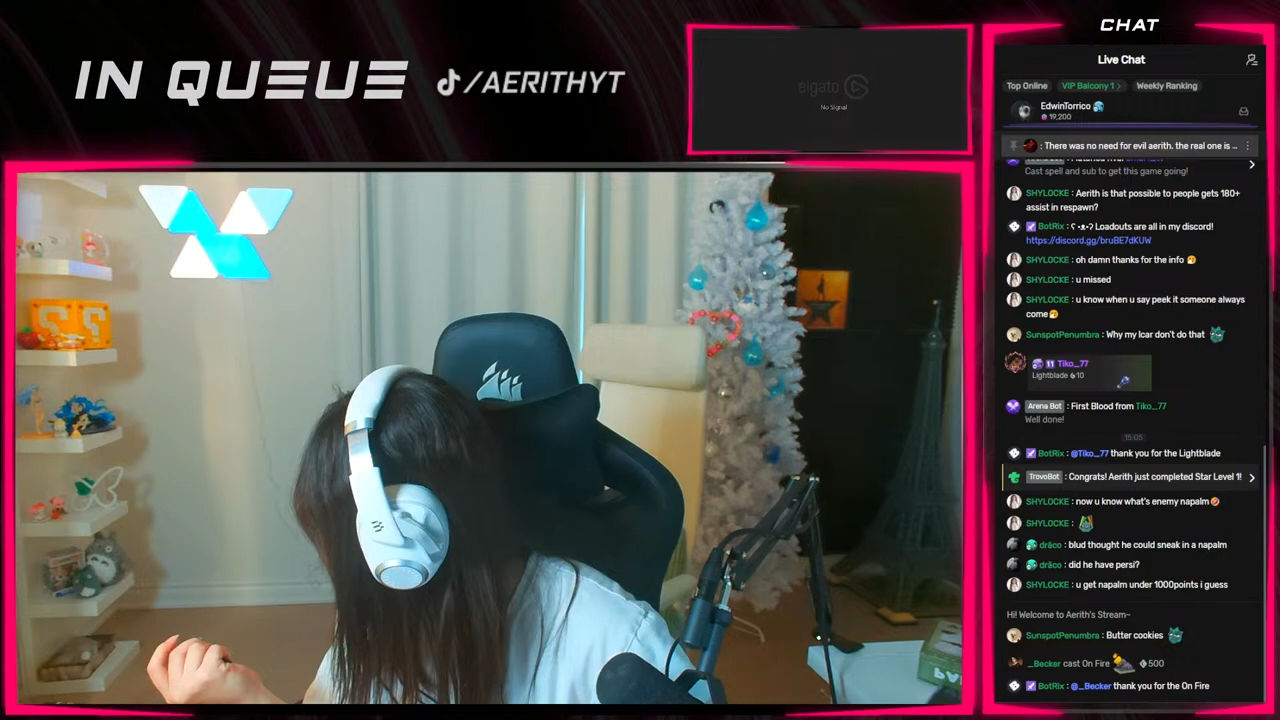 IN QUEUE
/AERITHYT
elgato
No Signal
CHAT
Live Chat
Top Online
VIP Balcony 1 >
Weekly Ranking
EdwinTorrico
19,200
: There was no need for evil aerith. the real one is ...
Cast spell and sub to get this game going!
SHYLOCKE : Aerith is that possible to people gets 180+
assist in respawn?
BotRix : ʕ •ᴥ•ʔ Loadouts are all in my discord!
https://discord.gg/bruBE7dKUW
SHYLOCKE : oh damn thanks for the info
SHYLOCKE : u missed
SHYLOCKE : u know when u say peek it someone always
come
SunspotPenumbra : Why my Icar don't do that
11 Tiko_77
Lightblade 10
Arena Bot : First Blood from Tiko_77
Well done!
15:05
BotRix : @Tiko_77 thank you for the Lightblade
TrovoBot : Congrats! Aerith just completed Star Level 1!
SHYLOCKE : now u know what's enemy napalm
SHYLOCKE :
drãco : blud thought he could sneak in a napalm
drãco : did he have persi?
SHYLOCKE : u get napalm under 1000points i guess
Hi! Welcome to Aerith's Stream~
SunspotPenumbra : Butter cookies
_Becker cast On Fire 500
BotRix : @_Becker thank you for the On Fire